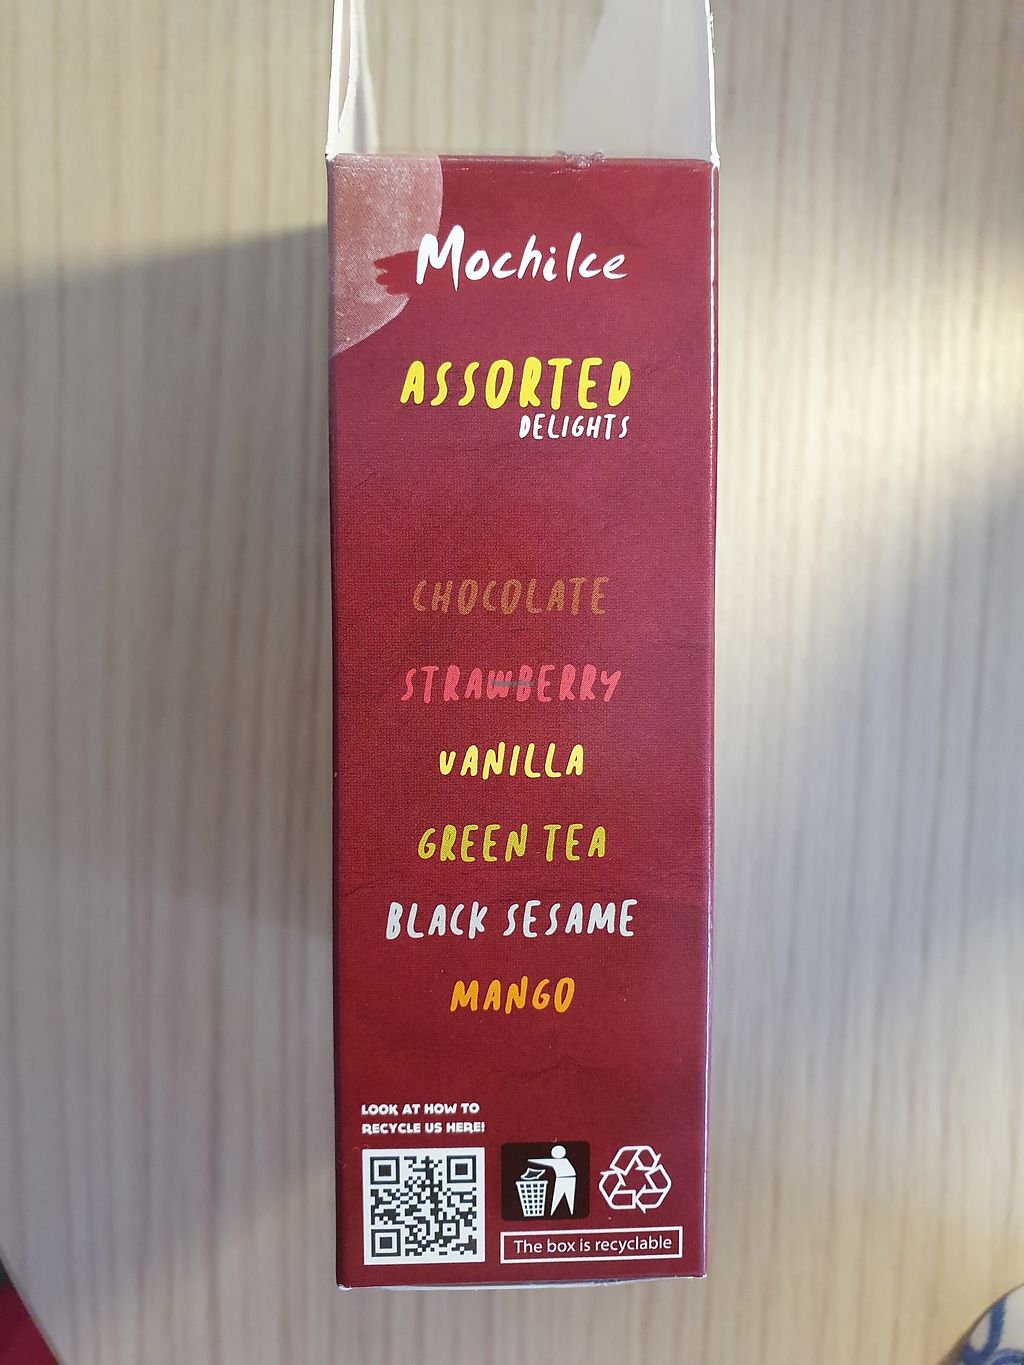 MochiIce
ASSORTED
DELIGHTS
CHOCOLATE
STRAWBERRY
VANILLA
GREEN TEA
BLACK SESAME
MANGO
LOOK AT HOW TO
RECYCLE US HERE!
The box is recyclable